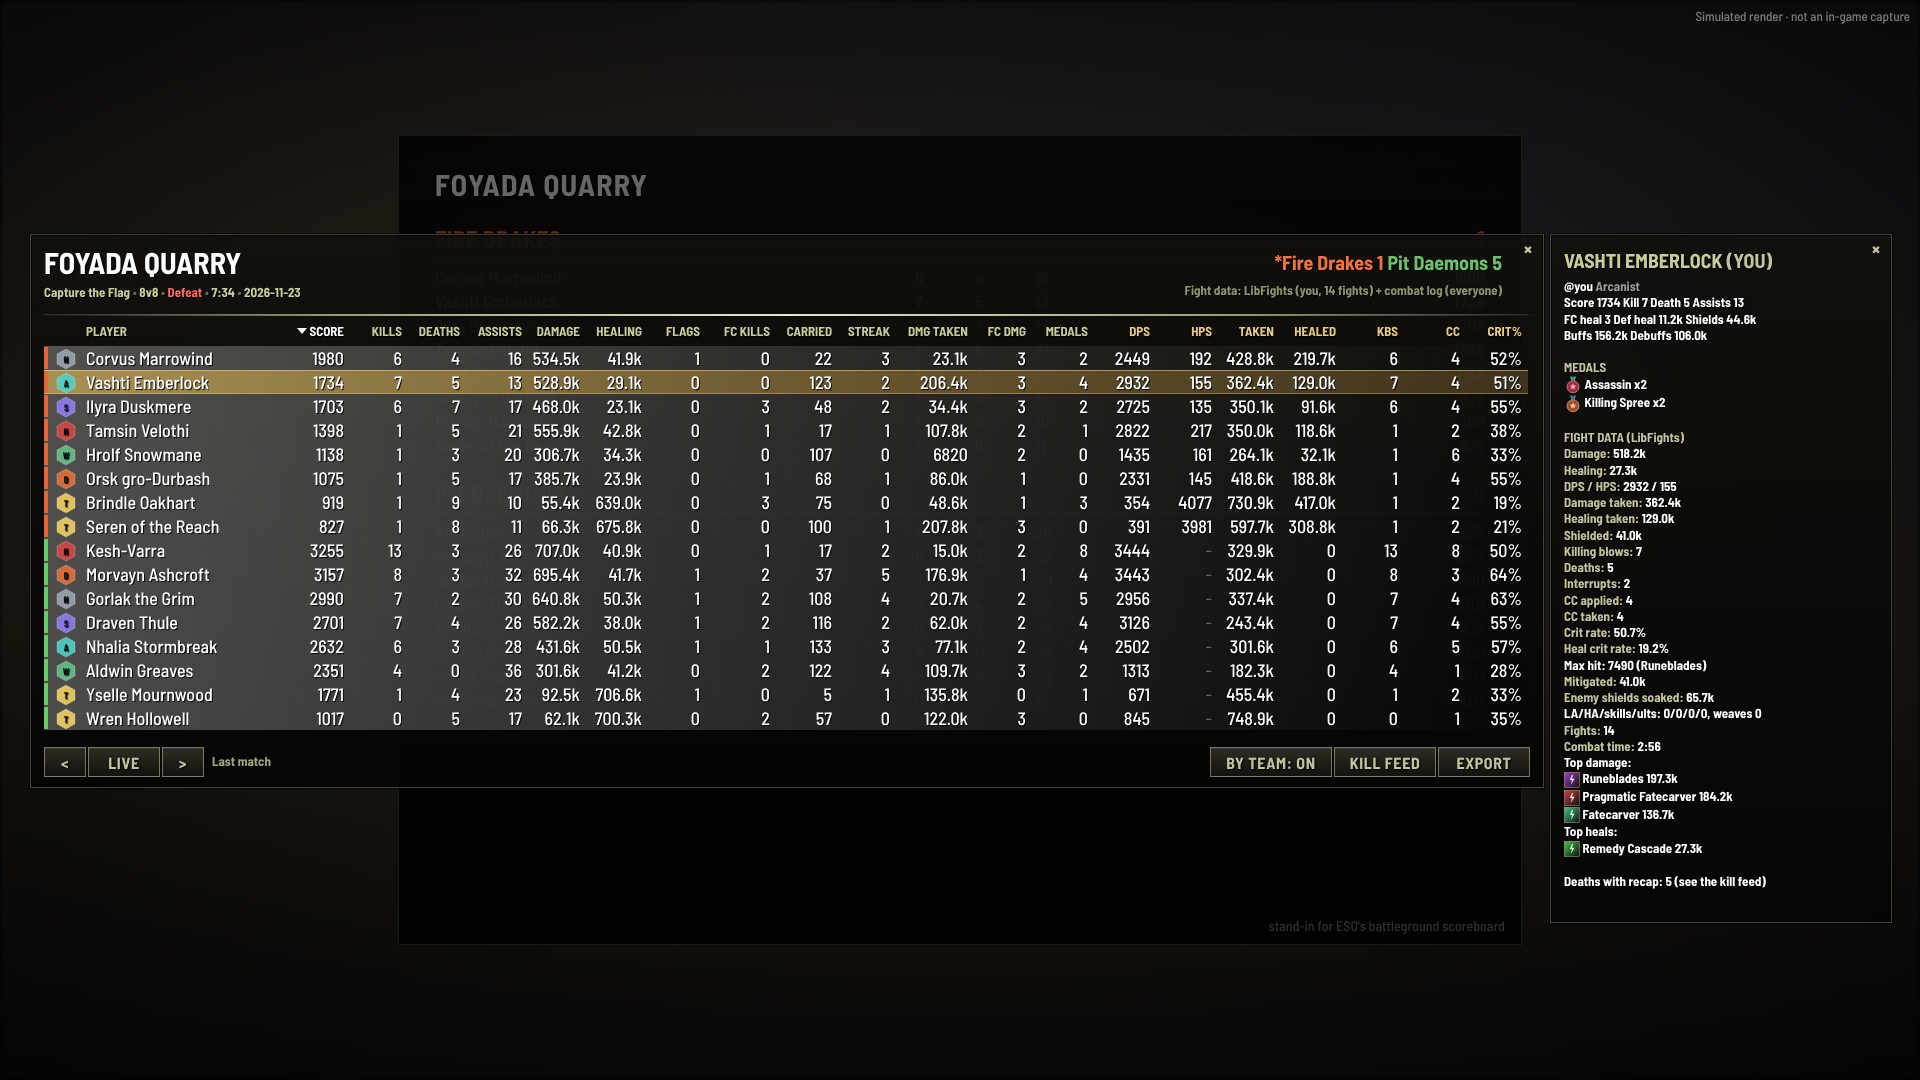 Simulated render · not an in-game capture
FOYADA QUARRY
FIRE DRAKES 1
FOYADA QUARRY
*Fire Drakes 1 Pit Daemons 5
Capture the Flag • 8v8 • Defeat • 7:34 • 2026-11-23
Fight data: LibFights (you, 14 fights) + combat log (everyone)
PLAYER SCORE KILLS DEATHS ASSISTS DAMAGE HEALING FLAGS FC KILLS CARRIED STREAK DMG TAKEN FC DMG MEDALS DPS HPS TAKEN HEALED KBS CC CRIT%
Corvus Marrowind 1980 6 4 16 534.5k 41.9k 1 0 22 3 23.1k 3 2 2449 192 428.8k 219.7k 6 4 52%
Vashti Emberlock 1734 7 5 13 528.9k 29.1k 0 0 123 2 206.4k 3 4 2932 155 362.4k 129.0k 7 4 51%
Ilyra Duskmere 1703 6 7 17 468.0k 23.1k 0 3 48 2 34.4k 3 2 2725 135 350.1k 91.6k 6 4 55%
Tamsin Velothi 1398 1 5 21 555.9k 42.8k 0 1 17 1 107.8k 2 1 2822 217 350.0k 118.6k 1 2 38%
Hrolf Snowmane 1138 1 3 20 306.7k 34.3k 0 0 107 0 6820 2 0 1435 161 264.1k 32.1k 1 6 33%
Orsk gro-Durbash 1075 1 5 17 385.7k 23.9k 0 1 68 1 86.0k 1 0 2331 145 418.6k 188.8k 1 4 55%
Brindle Oakhart 919 1 9 10 55.4k 639.0k 0 3 75 0 48.6k 1 3 354 4077 730.9k 417.0k 1 2 19%
Seren of the Reach 827 1 8 11 66.3k 675.8k 0 0 100 1 207.8k 3 0 391 3981 597.7k 308.8k 1 2 21%
Kesh-Varra 3255 13 3 26 707.0k 40.9k 0 1 17 2 15.0k 2 8 3444 - 329.9k 0 13 8 50%
Morvayn Ashcroft 3157 8 3 32 695.4k 41.7k 1 2 37 5 176.9k 1 4 3443 - 302.4k 0 8 3 64%
Gorlak the Grim 2990 7 2 30 640.8k 50.3k 1 2 108 4 20.7k 2 5 2956 - 337.4k 0 7 4 63%
Draven Thule 2701 7 4 26 582.2k 38.0k 1 2 116 2 62.0k 2 4 3126 - 243.4k 0 7 4 55%
Nhalia Stormbreak 2632 6 3 28 431.6k 50.5k 1 1 133 3 77.1k 2 4 2502 - 301.6k 0 6 5 57%
Aldwin Greaves 2351 4 0 36 301.6k 41.2k 0 2 122 4 109.7k 3 2 1313 - 182.3k 0 4 1 28%
Yselle Mournwood 1771 1 4 23 92.5k 706.6k 1 0 5 1 135.8k 0 1 671 - 455.4k 0 1 2 33%
Wren Hollowell 1017 0 5 17 62.1k 700.3k 0 2 57 0 122.0k 3 0 845 - 748.9k 0 0 1 35%
< LIVE > Last match BY TEAM: ON KILL FEED EXPORT
stand-in for ESO's battleground scoreboard
VASHTI EMBERLOCK (YOU)
@you Arcanist
Score 1734 Kill 7 Death 5 Assists 13
FC heal 3 Def heal 11.2k Shields 44.6k
Buffs 156.2k Debuffs 106.0k
MEDALS
Assassin x2
Killing Spree x2
FIGHT DATA (LibFights)
Damage: 518.2k
Healing: 27.3k
DPS / HPS: 2932 / 155
Damage taken: 362.4k
Healing taken: 129.0k
Shielded: 41.0k
Killing blows: 7
Deaths: 5
Interrupts: 2
CC applied: 4
CC taken: 4
Crit rate: 50.7%
Heal crit rate: 19.2%
Max hit: 7490 (Runeblades)
Mitigated: 41.0k
Enemy shields soaked: 65.7k
LA/HA/skills/ults: 0/0/0/0, weaves 0
Fights: 14
Combat time: 2:56
Top damage:
Runeblades 197.3k
Pragmatic Fatecarver 184.2k
Fatecarver 136.7k
Top heals:
Remedy Cascade 27.3k
Deaths with recap: 5 (see the kill feed)